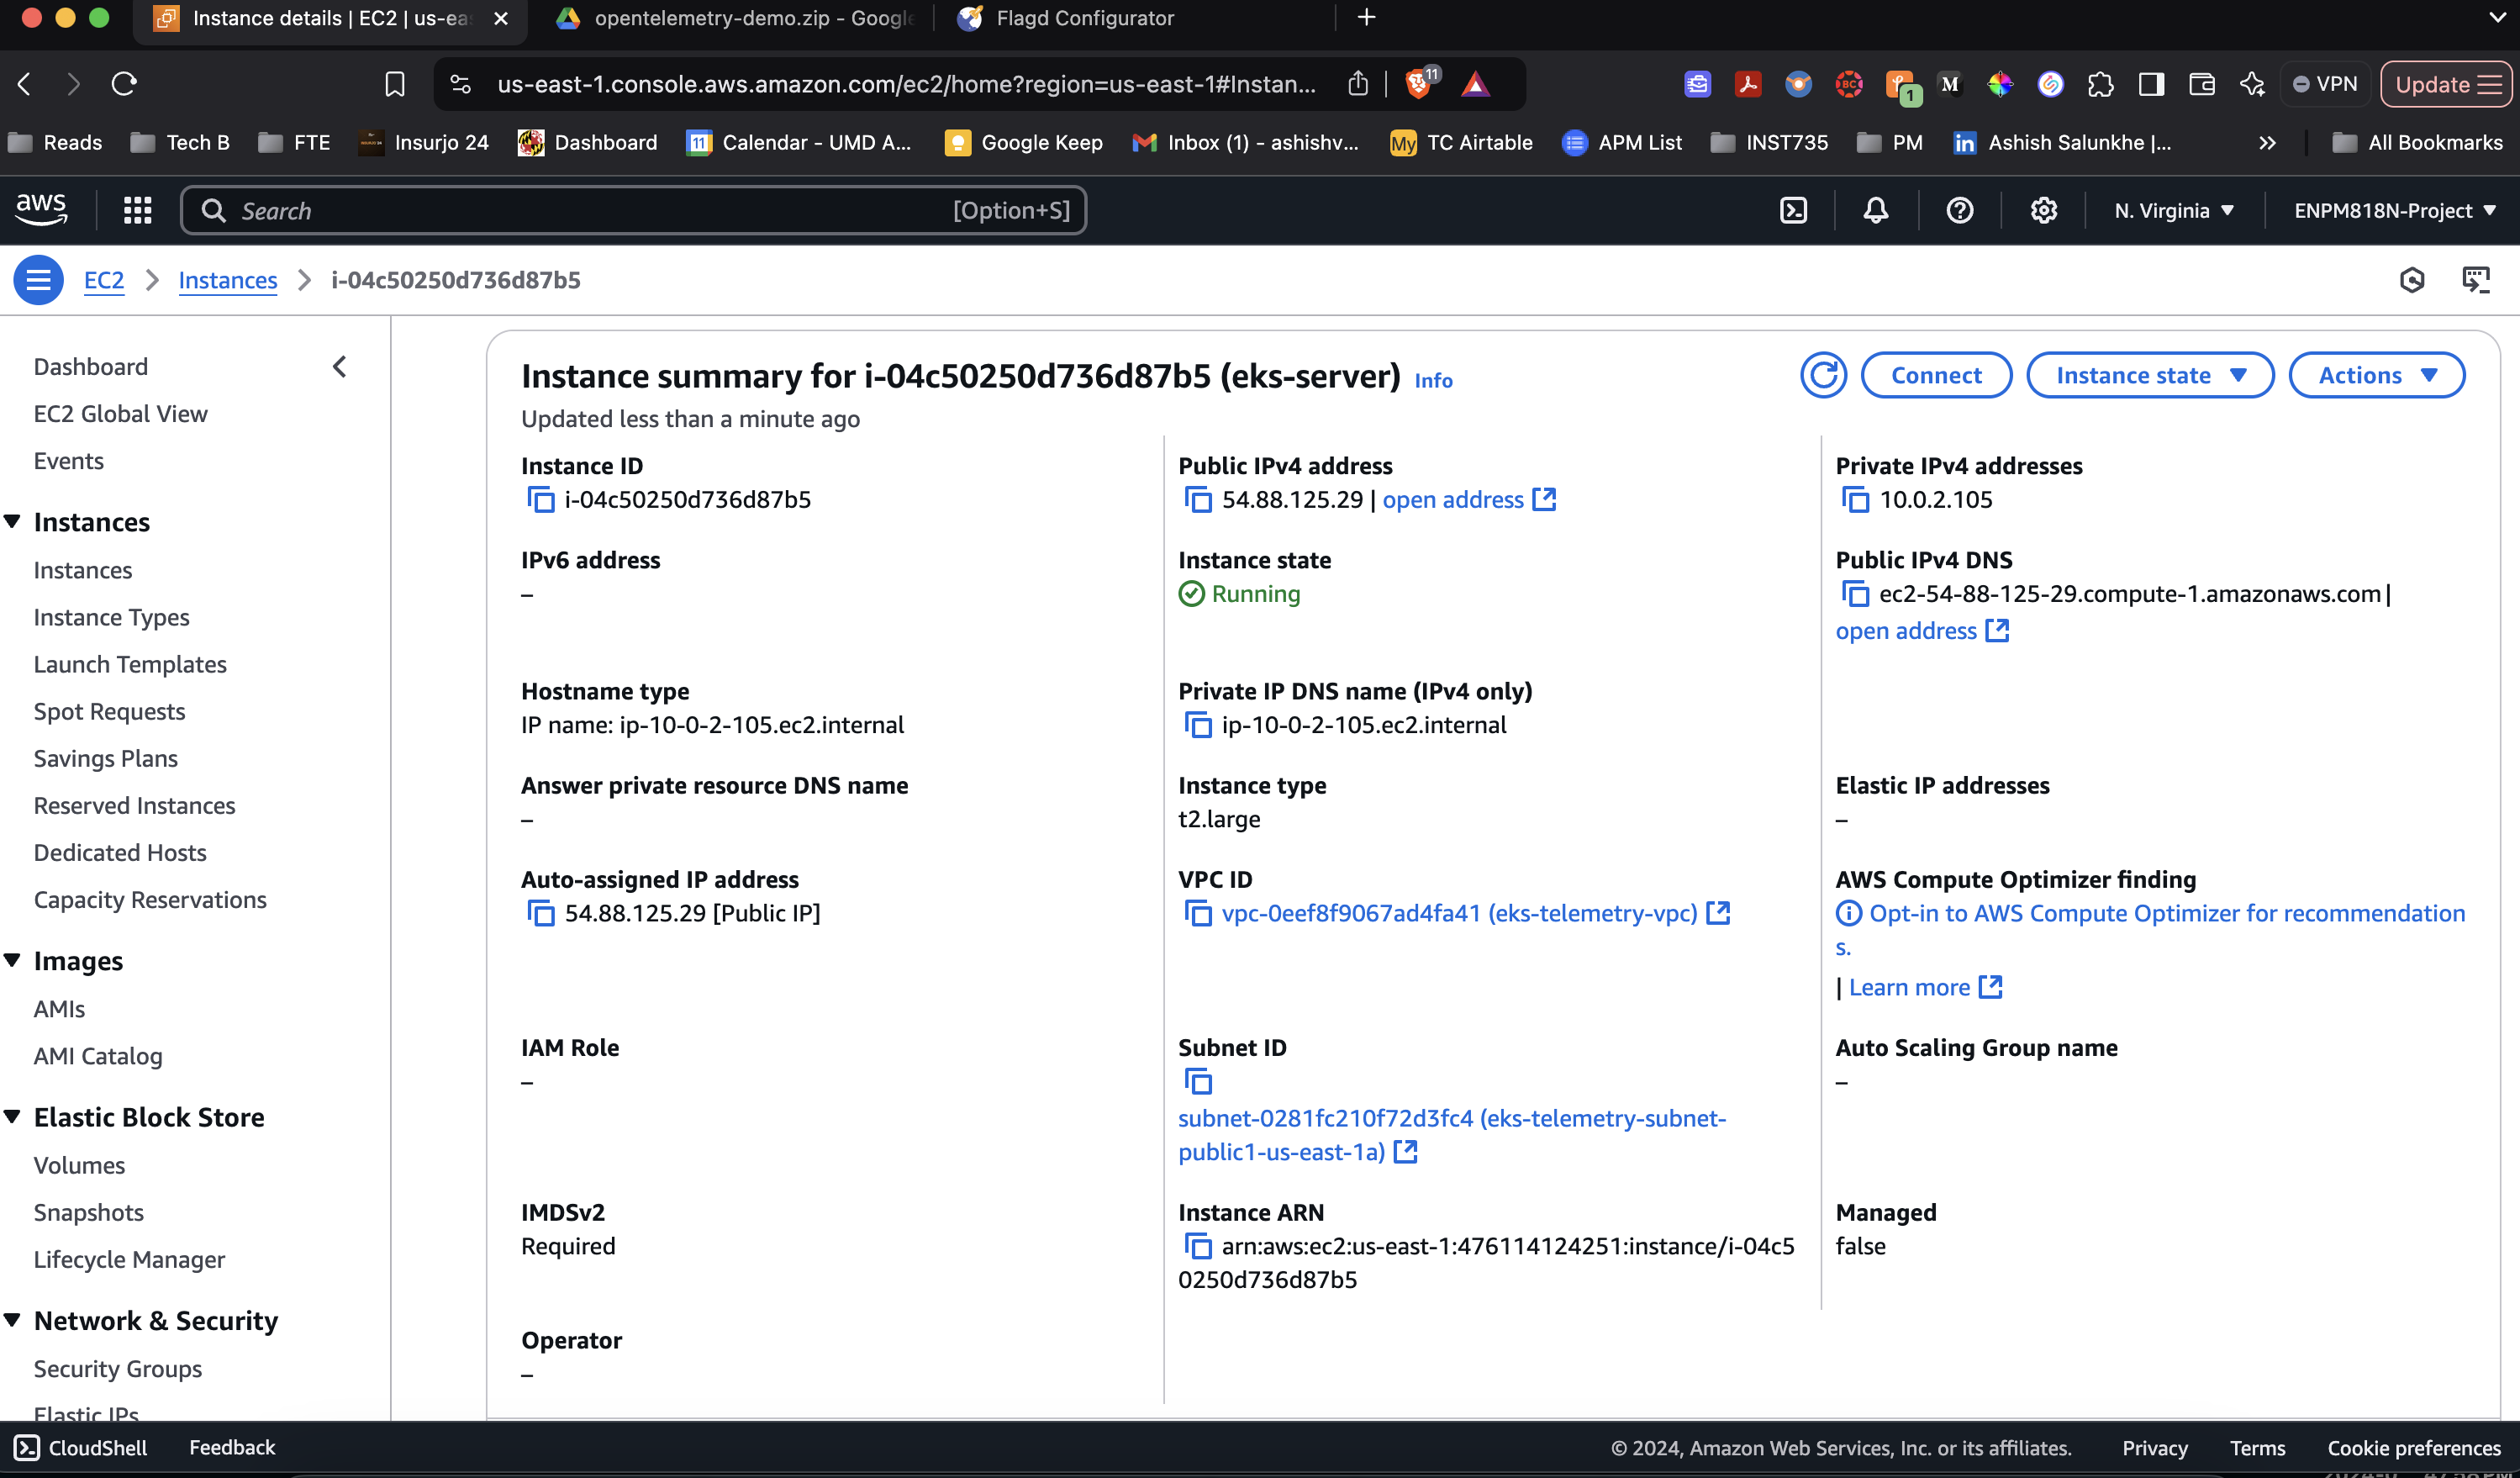 Instance details | EC2 | us-eas
opentelemetry-demo.zip - Google
Flagd Configurator
us-east-1.console.aws.amazon.com/ec2/home?region=us-east-1#Instan...
11
1
M
VPN
Update
Reads
Tech B
FTE
Insurjo 24
Dashboard
Calendar - UMD A...
Google Keep
Inbox (1) - ashishv...
My TC Airtable
APM List
INST735
PM
in Ashish Salunkhe |...
All Bookmarks
aws
Search [Option+S]
N. Virginia
ENPM818N-Project
EC2
Instances
i-04c50250d736d87b5
Dashboard
EC2 Global View
Events
Instances
Instances
Instance Types
Launch Templates
Spot Requests
Savings Plans
Reserved Instances
Dedicated Hosts
Capacity Reservations
Images
AMIs
AMI Catalog
Elastic Block Store
Volumes
Snapshots
Lifecycle Manager
Network & Security
Security Groups
Elastic IPs
Instance summary for i-04c50250d736d87b5 (eks-server) Info
Updated less than a minute ago
Connect
Instance state
Actions
Instance ID
i-04c50250d736d87b5
Public IPv4 address
54.88.125.29 | open address
Private IPv4 addresses
10.0.2.105
IPv6 address
–
Instance state
Running
Public IPv4 DNS
ec2-54-88-125-29.compute-1.amazonaws.com |
open address
Hostname type
IP name: ip-10-0-2-105.ec2.internal
Private IP DNS name (IPv4 only)
ip-10-0-2-105.ec2.internal
Answer private resource DNS name
–
Instance type
t2.large
Elastic IP addresses
–
Auto-assigned IP address
54.88.125.29 [Public IP]
VPC ID
vpc-0eef8f9067ad4fa41 (eks-telemetry-vpc)
AWS Compute Optimizer finding
Opt-in to AWS Compute Optimizer for recommendation
s.
| Learn more
IAM Role
–
Subnet ID
subnet-0281fc210f72d3fc4 (eks-telemetry-subnet-
public1-us-east-1a)
Auto Scaling Group name
–
IMDSv2
Required
Instance ARN
arn:aws:ec2:us-east-1:476114124251:instance/i-04c5
0250d736d87b5
Managed
false
Operator
–
CloudShell
Feedback
© 2024, Amazon Web Services, Inc. or its affiliates.
Privacy
Terms
Cookie preferences